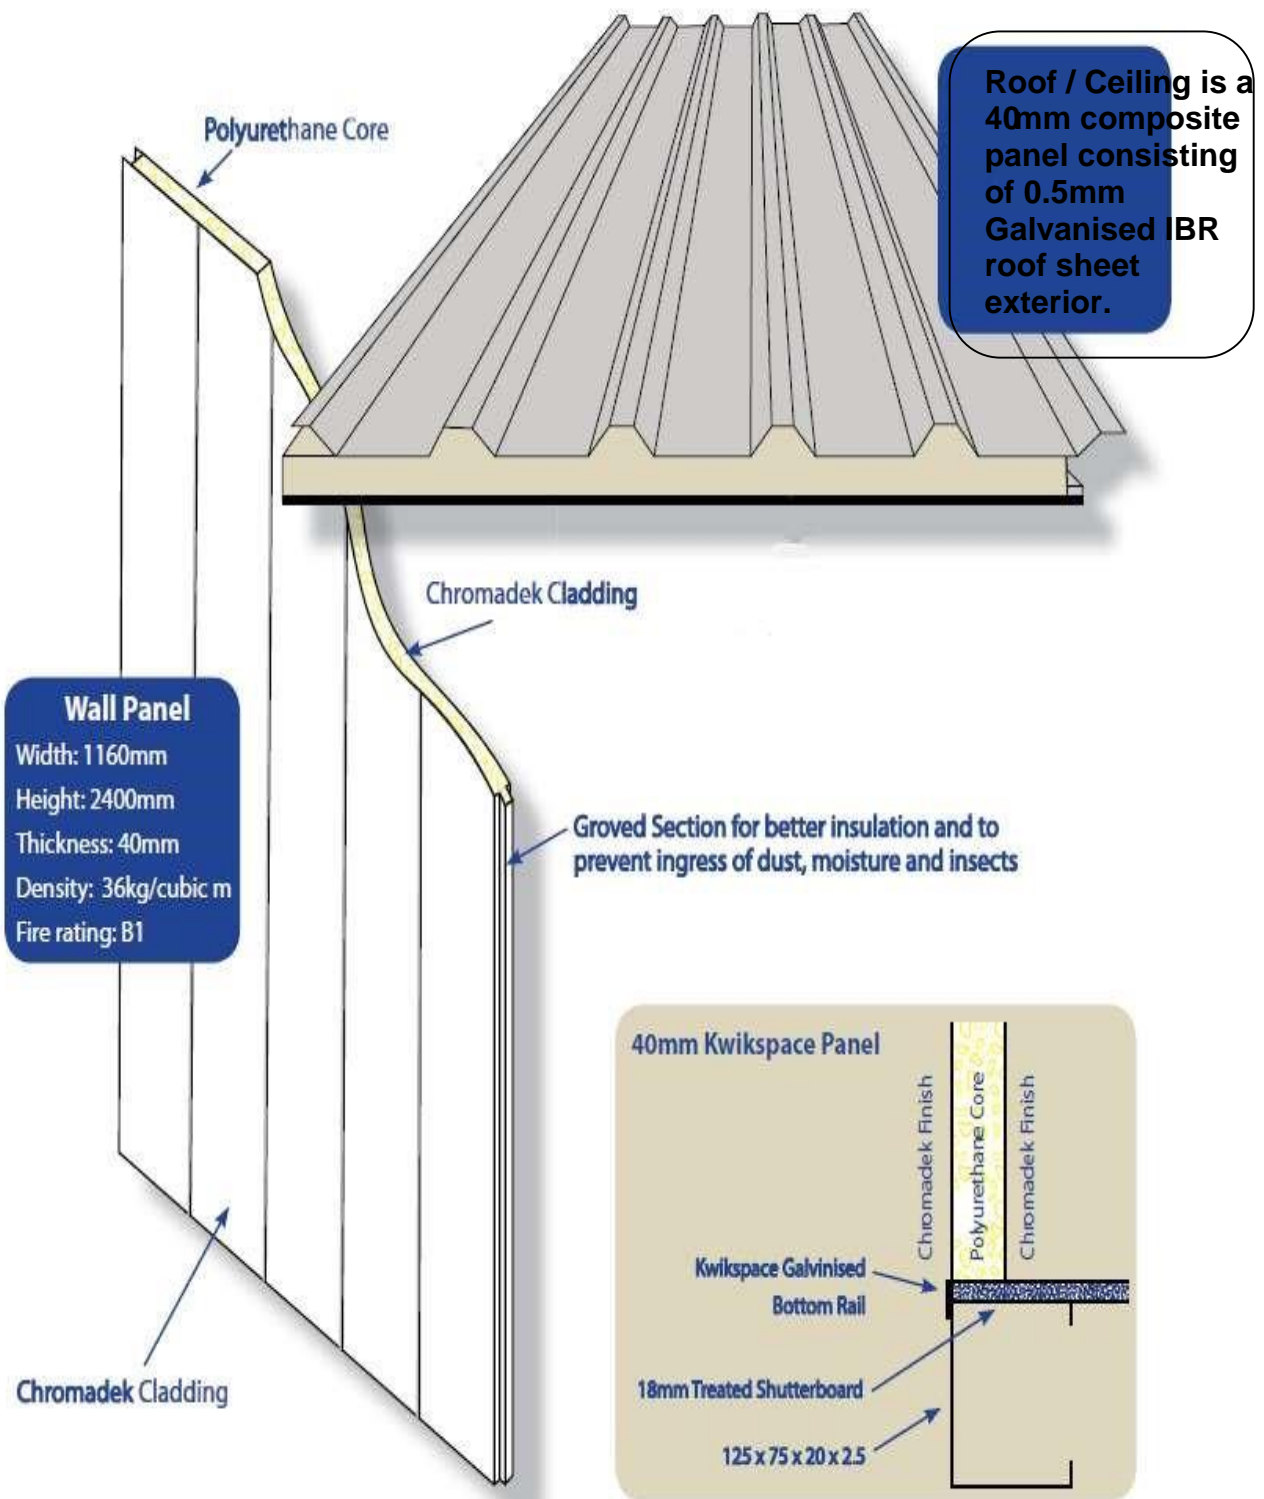 Roof / Ceiling is a
40mm composite
panel consisting
of 0.5mm
Galvanised IBR
roof sheet
exterior.
Polyurethane Core
Chromadek Cladding
Wall Panel
Width: 1160mm
Height: 2400mm
Thickness: 40mm
Density: 36kg/cubic m
Fire rating: B1
Groved Section for better insulation and to
prevent ingress of dust, moisture and insects
Chromadek Cladding
40mm Kwikspace Panel
Chromadek Finish
Polyurethane Core
Chromadek Finish
Kwikspace Galvinised
Bottom Rail
18mm Treated Shutterboard
125 x 75 x 20 x 2.5